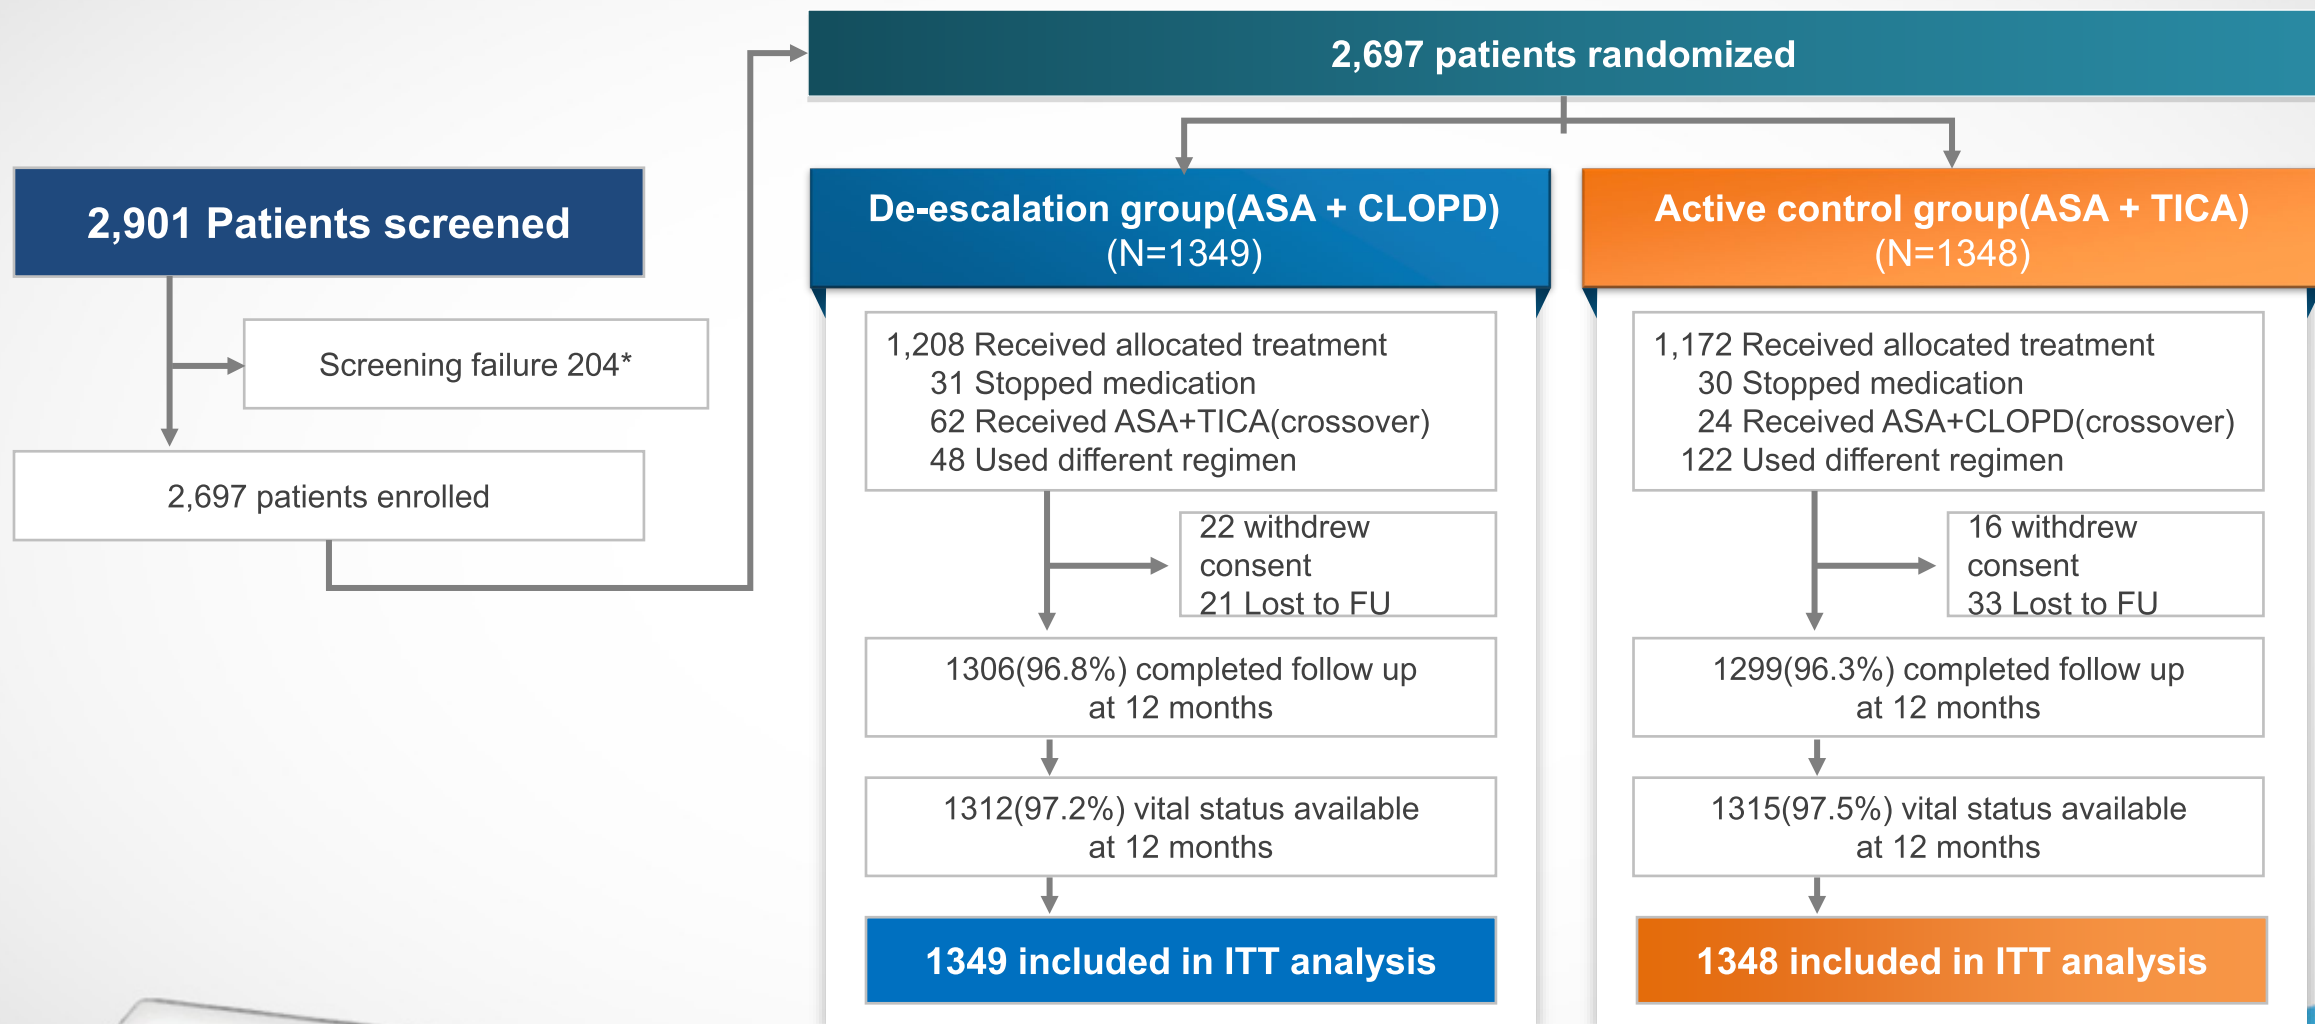 2,697 patients randomized
2,901 Patients screened
Screening failure 204*
2,697 patients enrolled
De-escalation group(ASA + CLOPD)
(N=1349)
1,208 Received allocated treatment
31 Stopped medication
62 Received ASA+TICA(crossover)
48 Used different regimen
22 withdrew
consent
21 Lost to FU
1306(96.8%) completed follow up
at 12 months
1312(97.2%) vital status available
at 12 months
1349 included in ITT analysis
Active control group(ASA + TICA)
(N=1348)
1,172 Received allocated treatment
30 Stopped medication
24 Received ASA+CLOPD(crossover)
122 Used different regimen
16 withdrew
consent
33 Lost to FU
1299(96.3%) completed follow up
at 12 months
1315(97.5%) vital status available
at 12 months
1348 included in ITT analysis